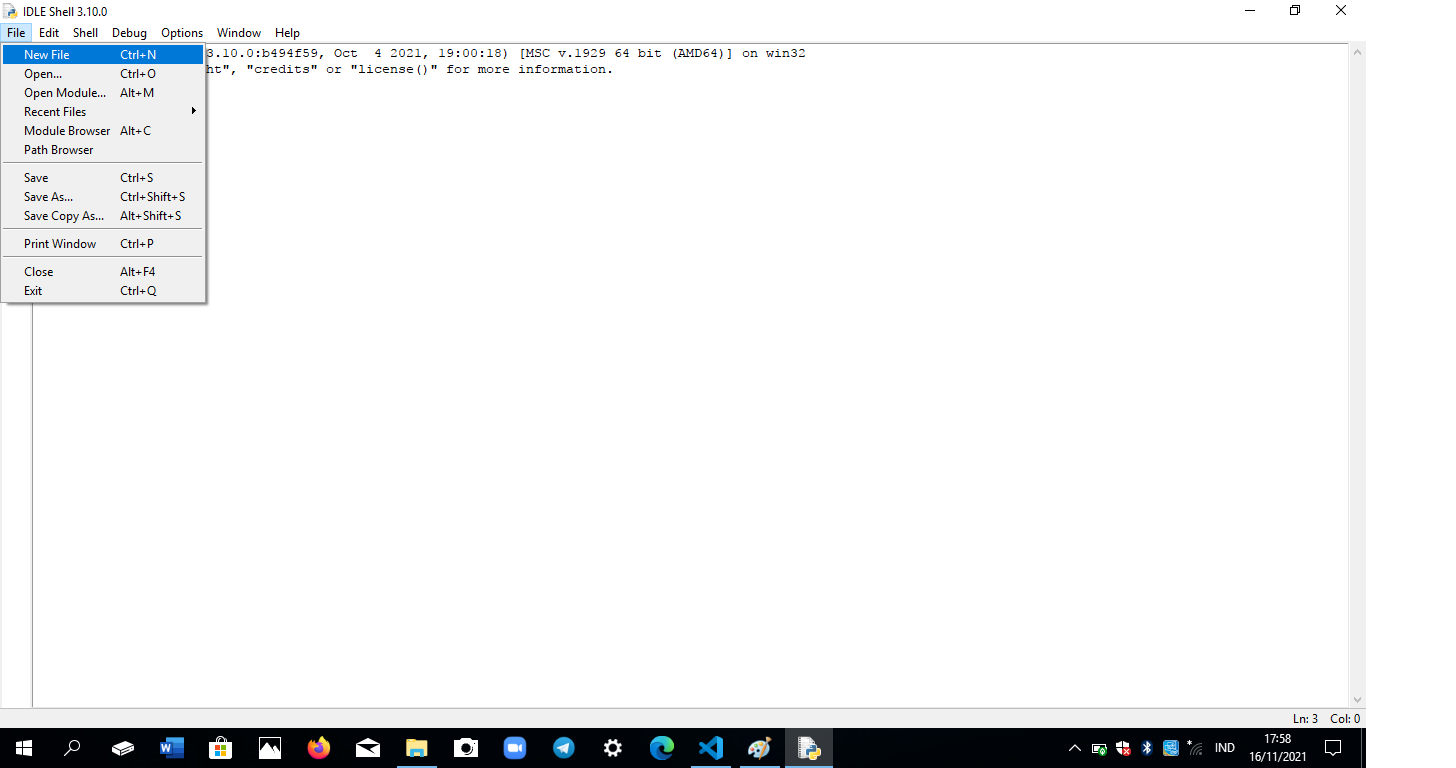 IDLE Shell 3.10.0
File Edit Shell Debug Options Window Help
3.10.0:b494f59, Oct  4 2021, 19:00:18) [MSC v.1929 64 bit (AMD64)] on win32
ht", "credits" or "license()" for more information.
New File Ctrl+N
Open... Ctrl+O
Open Module... Alt+M
Recent Files
Module Browser Alt+C
Path Browser
Save Ctrl+S
Save As... Ctrl+Shift+S
Save Copy As... Alt+Shift+S
Print Window Ctrl+P
Close Alt+F4
Exit Ctrl+Q
Ln: 3 Col: 0
IND
17:58
16/11/2021